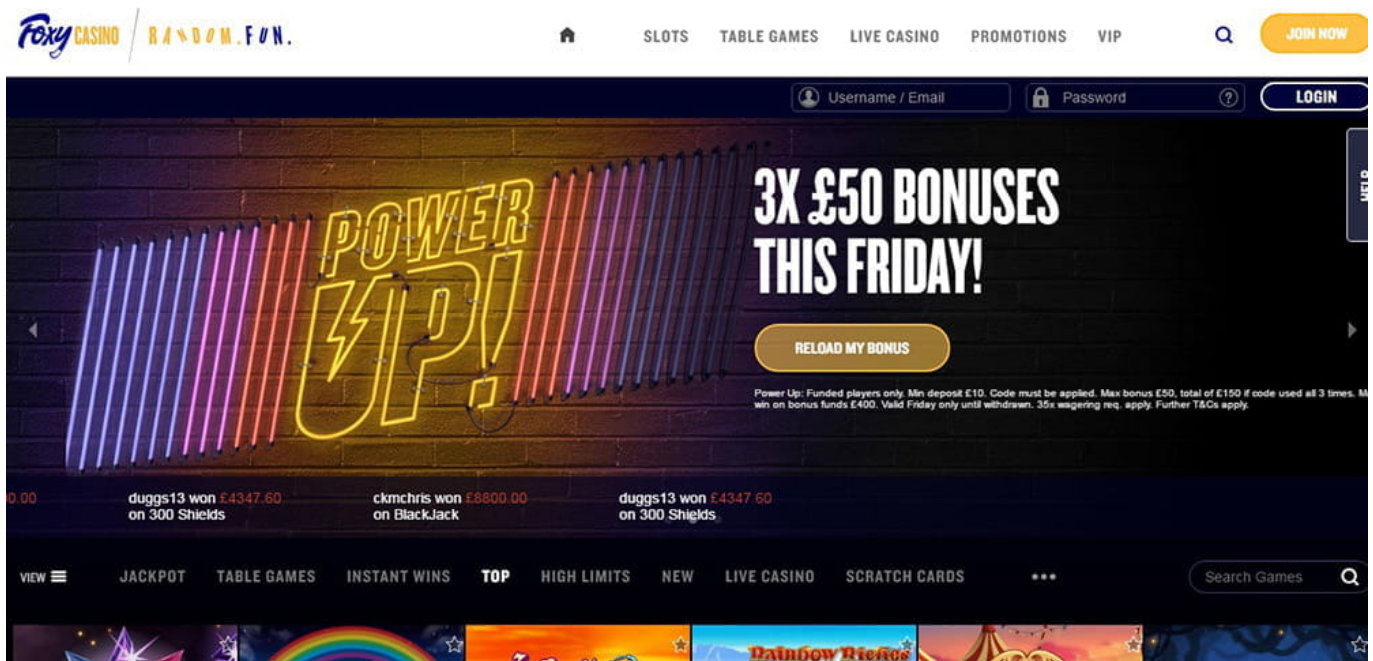 Foxy CASINO RANDOM.FUN.
SLOTS TABLE GAMES LIVE CASINO PROMOTIONS VIP JOIN NOW
Username / Email Password ? LOGIN
HELP
POWER
UP!
3X £50 BONUSES
THIS FRIDAY!
RELOAD MY BONUS
Power Up: Funded players only. Min deposit £10. Code must be applied. Max bonus £50, total of £150 if code used all 3 times. M
win on bonus funds £400. Valid Friday only until withdrawn. 35x wagering req. apply. Further T&Cs apply.
0.00 duggs13 won £4347.60 ckmchris won £8800.00 duggs13 won £4347.60
on 300 Shields on BlackJack on 300 Shields
VIEW JACKPOT TABLE GAMES INSTANT WINS TOP HIGH LIMITS NEW LIVE CASINO SCRATCH CARDS ••• Search Games
Rainbow Riches